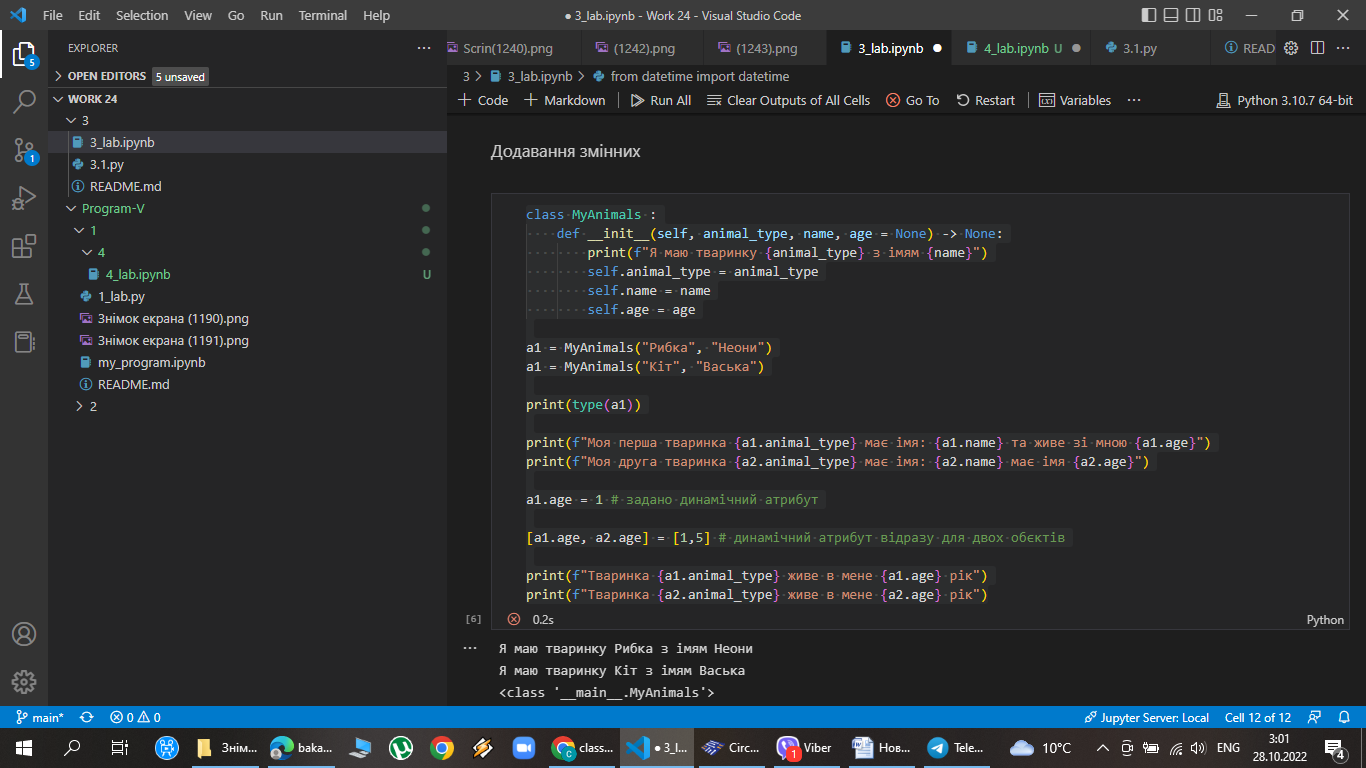 File Edit Selection View Go Run Terminal Help
● 3_lab.ipynb - Work 24 - Visual Studio Code
EXPLORER
OPEN EDITORS 5 unsaved
WORK 24
3
3_lab.ipynb
3.1.py
README.md
Program-V
1
4
4_lab.ipynb U
1_lab.py
Знімок екрана (1190).png
Знімок екрана (1191).png
my_program.ipynb
README.md
2
Scrin(1240).png (1242).png (1243).png 3_lab.ipynb ● 4_lab.ipynb U ● 3.1.py READ
3 > 3_lab.ipynb > from datetime import datetime
+ Code + Markdown Run All Clear Outputs of All Cells Go To Restart Variables ··· Python 3.10.7 64-bit
Додавання змінних
class MyAnimals :
def __init__(self, animal_type, name, age = None) -> None:
print(f"Я маю тваринку {animal_type} з імям {name}")
self.animal_type = animal_type
self.name = name
self.age = age
a1 = MyAnimals("Рибка", "Неони")
a1 = MyAnimals("Кіт", "Васька")
print(type(a1))
print(f"Моя перша тваринка {a1.animal_type} має імя: {a1.name} та живе зі мною {a1.age}")
print(f"Моя друга тваринка {a2.animal_type} має імя: {a2.name} має імя {a2.age}")
a1.age = 1 # задано динамічний атрибут
[a1.age, a2.age] = [1,5] # динамічний атрибут відразу для двох обєктів
print(f"Тваринка {a1.animal_type} живе в мене {a1.age} рік")
print(f"Тваринка {a2.animal_type} живе в мене {a2.age} рік")
[6] 0.2s Python
Я маю тваринку Рибка з імям Неони
Я маю тваринку Кіт з імям Васька
<class '__main__.MyAnimals'>
5
1
main* 0 0 Jupyter Server: Local Cell 12 of 12
Знім... baka... class... ● 3_l... Circ... Viber Нов... Tele... 10°C ENG 3:01
28.10.2022
1
4